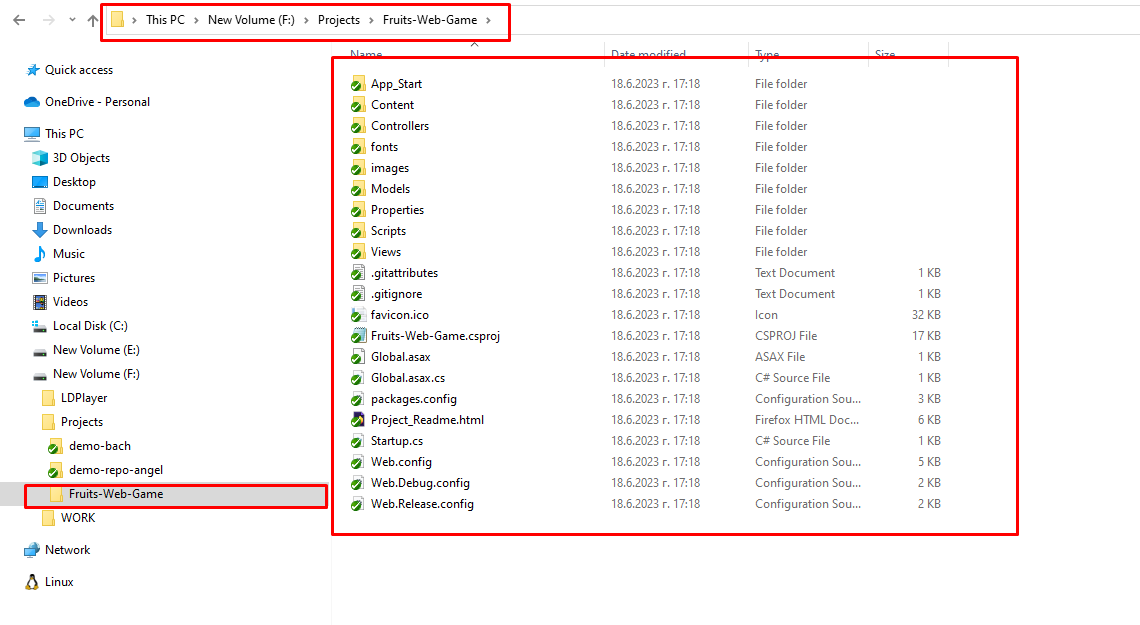 This PC > New Volume (F:) > Projects > Fruits-Web-Game >
Name Date modified Type Size
Quick access
OneDrive - Personal
This PC
3D Objects
Desktop
Documents
Downloads
Music
Pictures
Videos
Local Disk (C:)
New Volume (E:)
New Volume (F:)
LDPlayer
Projects
demo-bach
demo-repo-angel
Fruits-Web-Game
WORK
Network
Linux
App_Start 18.6.2023 г. 17:18 File folder
Content 18.6.2023 г. 17:18 File folder
Controllers 18.6.2023 г. 17:18 File folder
fonts 18.6.2023 г. 17:18 File folder
images 18.6.2023 г. 17:18 File folder
Models 18.6.2023 г. 17:18 File folder
Properties 18.6.2023 г. 17:18 File folder
Scripts 18.6.2023 г. 17:18 File folder
Views 18.6.2023 г. 17:18 File folder
.gitattributes 18.6.2023 г. 17:18 Text Document 1 KB
.gitignore 18.6.2023 г. 17:18 Text Document 1 KB
favicon.ico 18.6.2023 г. 17:18 Icon 32 KB
Fruits-Web-Game.csproj 18.6.2023 г. 17:18 CSPROJ File 17 KB
Global.asax 18.6.2023 г. 17:18 ASAX File 1 KB
Global.asax.cs 18.6.2023 г. 17:18 C# Source File 1 KB
packages.config 18.6.2023 г. 17:18 Configuration Sou... 3 KB
Project_Readme.html 18.6.2023 г. 17:18 Firefox HTML Doc... 6 KB
Startup.cs 18.6.2023 г. 17:18 C# Source File 1 KB
Web.config 18.6.2023 г. 17:18 Configuration Sou... 5 KB
Web.Debug.config 18.6.2023 г. 17:18 Configuration Sou... 2 KB
Web.Release.config 18.6.2023 г. 17:18 Configuration Sou... 2 KB